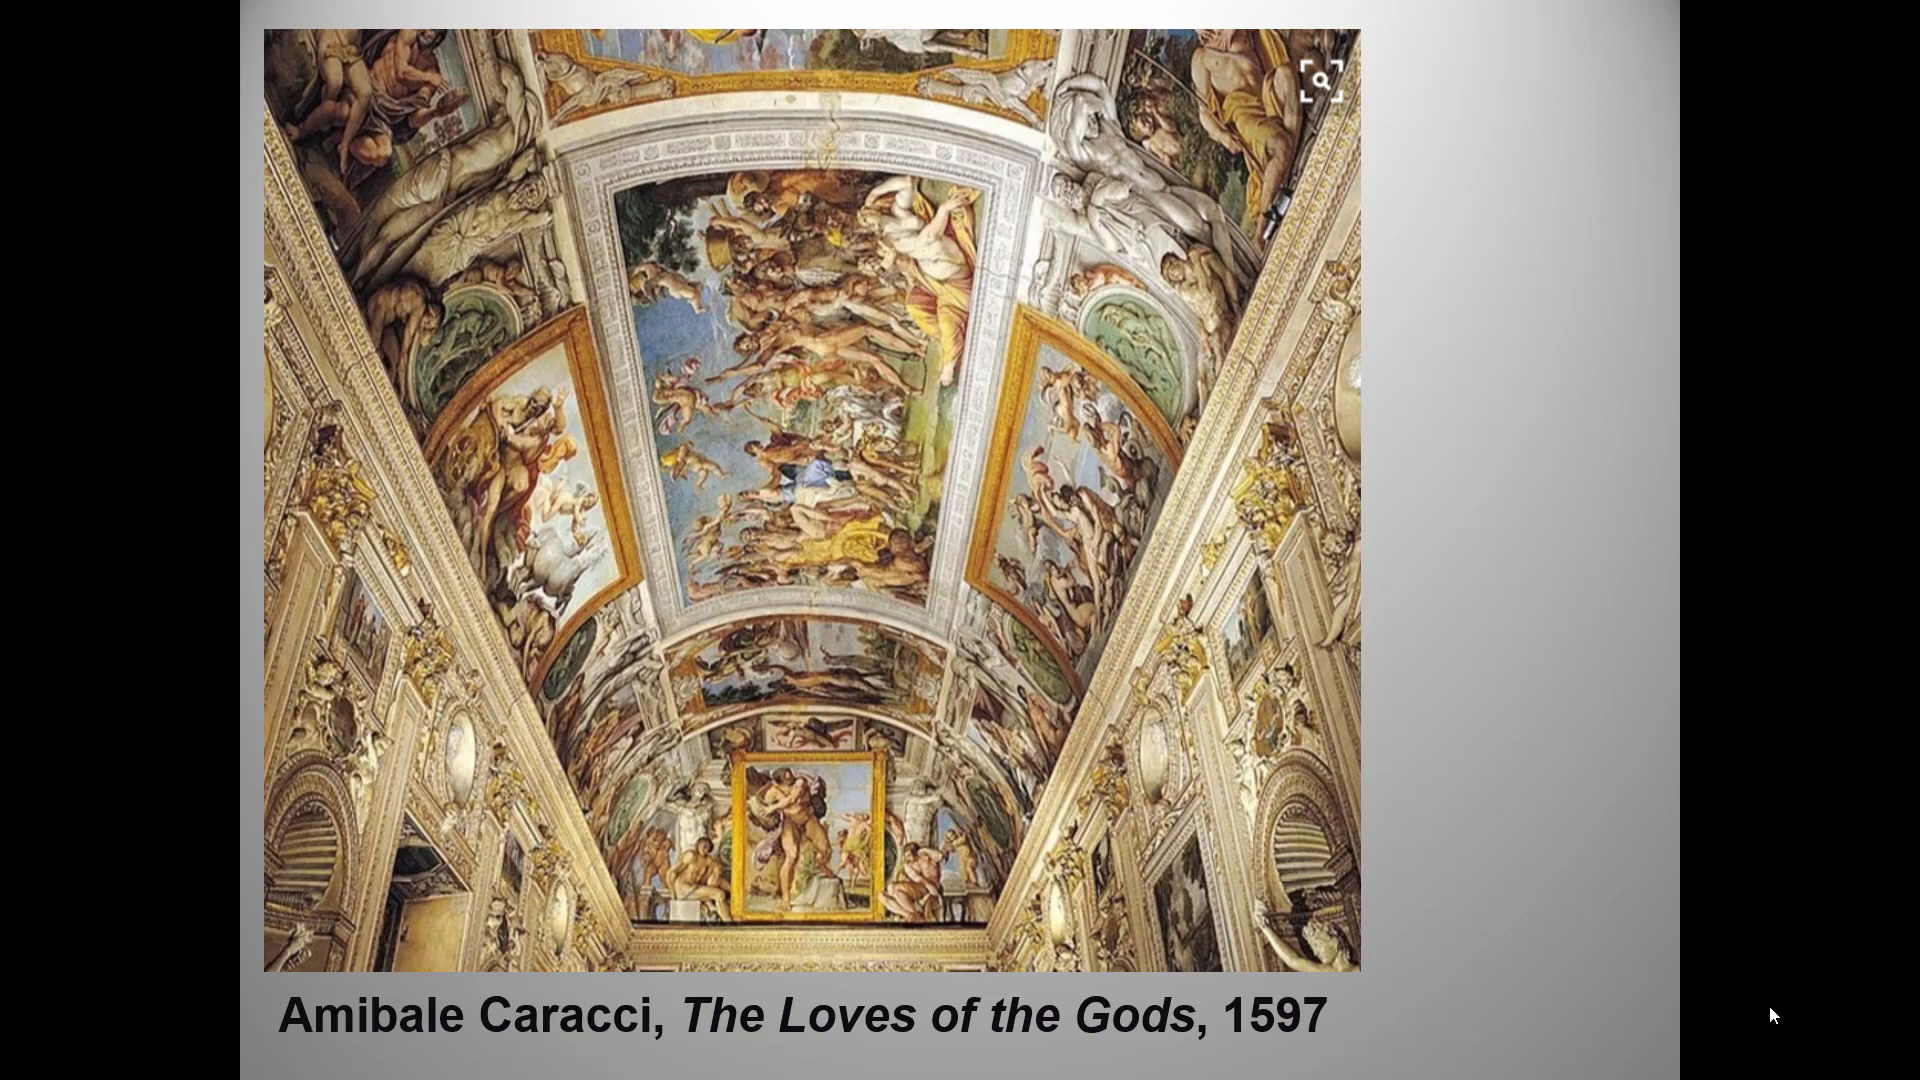 Amibale Caracci, The Loves of the Gods, 1597